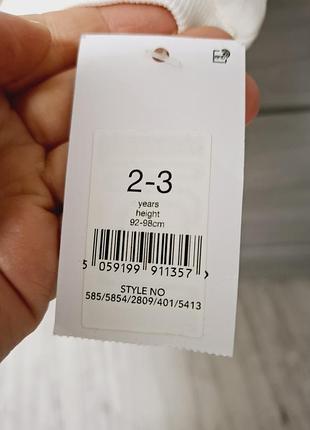 2-3
years
height
92-98cm
5 059199 911357 >
STYLE NO
585/5854/2809/401/5413